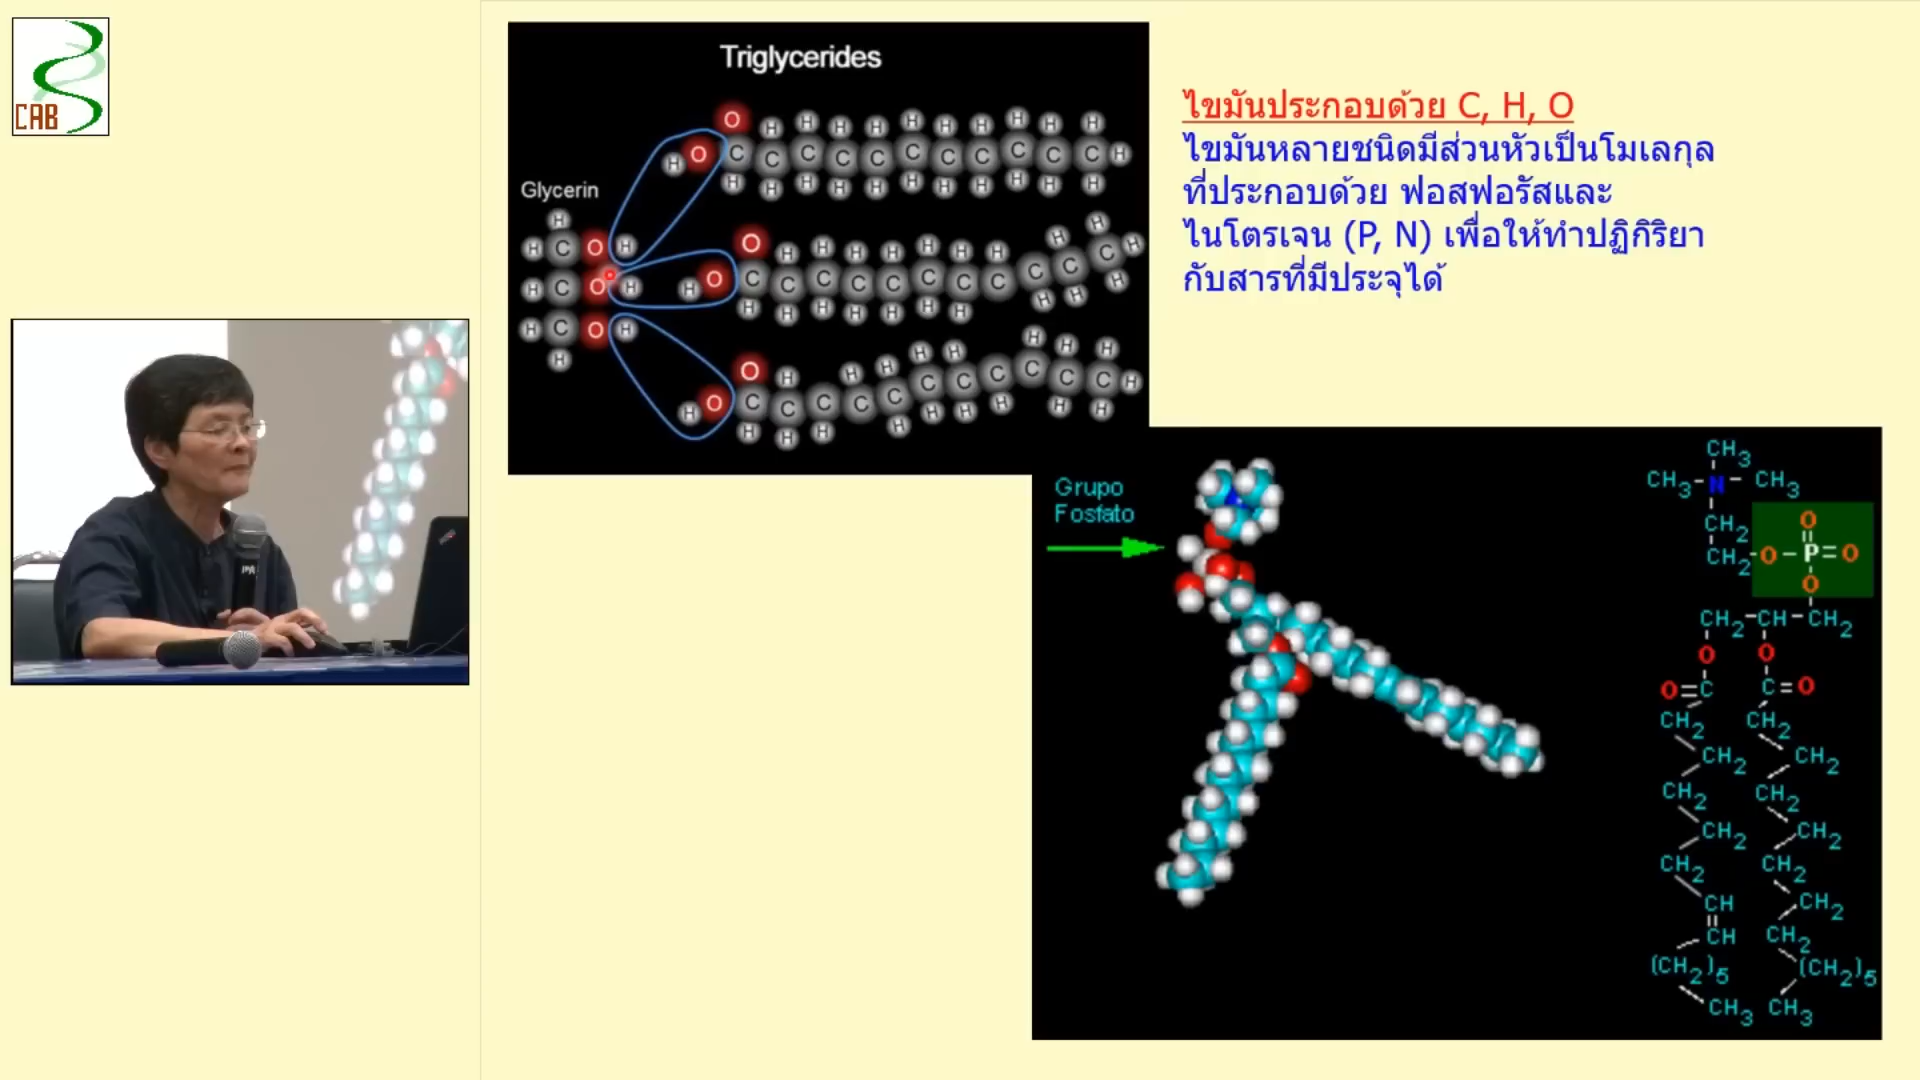 CAB
Triglycerides
Glycerin
ไขมันประกอบด้วย C, H, O
ไขมันหลายชนิดมีส่วนหัวเป็นโมเลกุล
ที่ประกอบด้วย ฟอสฟอรัสและ
ไนโตรเจน (P, N) เพื่อให้ทำปฏิกิริยา
กับสารที่มีประจุได้
Grupo
Fosfato
CH3
CH3-N-CH3
CH2
CH2-O-P=O
O
O
CH2-CH-CH2
O O
O=C C=O
CH2 CH2
CH2 CH2
CH2 CH2
CH2 CH2
CH2 CH2
CH CH2
CH CH2
(CH2)5 (CH2)5
CH3 CH3